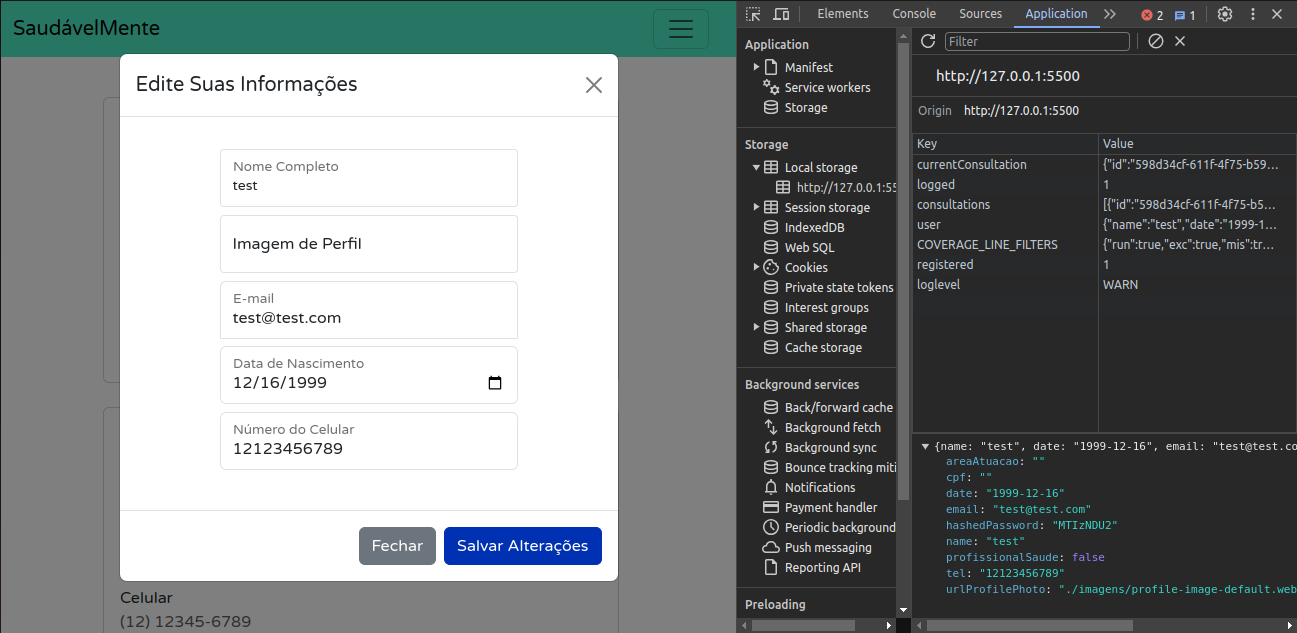 SaudávelMente
Edite Suas Informações
Nome Completo
test
Imagem de Perfil
E-mail
test@test.com
Data de Nascimento
12/16/1999
Número do Celular
12123456789
Fechar
Salvar Alterações
Celular
(12) 12345-6789
Elements
Console
Sources
Application
2
1
Application
Manifest
Service workers
Storage
Storage
Local storage
http://127.0.0.1:55
Session storage
IndexedDB
Web SQL
Cookies
Private state tokens
Interest groups
Shared storage
Cache storage
Background services
Back/forward cache
Background fetch
Background sync
Bounce tracking miti
Notifications
Payment handler
Periodic background
Push messaging
Reporting API
Preloading
Filter
http://127.0.0.1:5500
Origin http://127.0.0.1:5500
Key Value
currentConsultation {"id":"598d34cf-611f-4f75-b59...
logged 1
consultations [{"id":"598d34cf-611f-4f75-b5...
user {"name":"test","date":"1999-1...
COVERAGE_LINE_FILTERS {"run":true,"exc":true,"mis":tr...
registered 1
loglevel WARN
{name: "test", date: "1999-12-16", email: "test@test.co
areaAtuacao: ""
cpf: ""
date: "1999-12-16"
email: "test@test.com"
hashedPassword: "MTIzNDU2"
name: "test"
profissionalSaude: false
tel: "12123456789"
urlProfilePhoto: "./imagens/profile-image-default.web